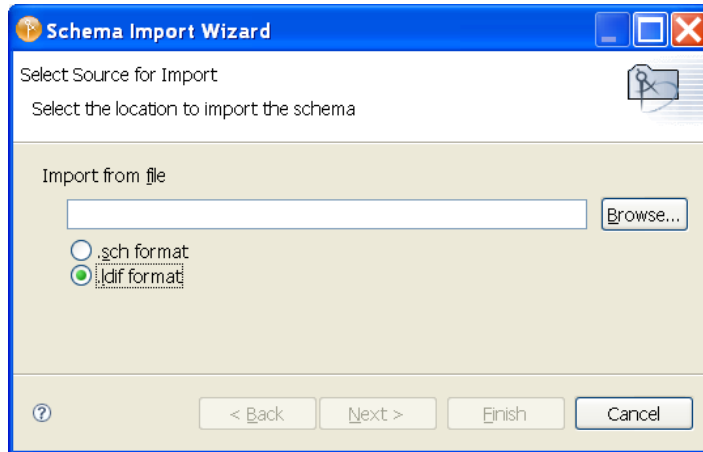 Schema Import Wizard
Select Source for Import
Select the location to import the schema
Import from file
Browse...
.sch format
.ldif format
?
< Back
Next >
Finish
Cancel